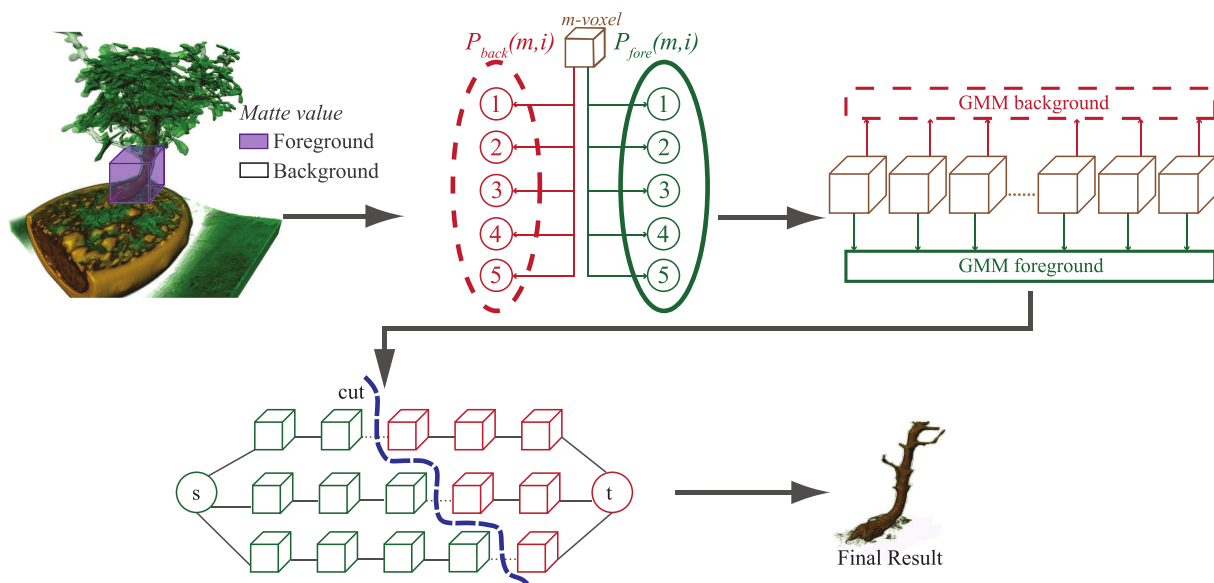 Matte value
Foreground
Background
m-voxel
P_back(m,i)
P_fore(m,i)
1
1
2
2
3
3
4
4
5
5
GMM background
GMM foreground
cut
s
t
Final Result